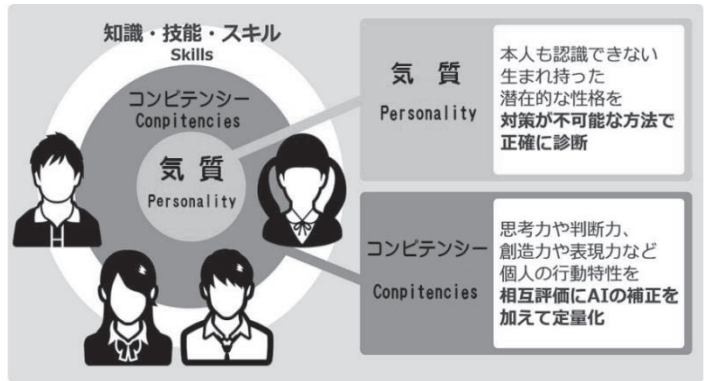 知識・技能・スキル
Skills
コンピテンシー
Conpitencies
気 質
Personality
気 質
Personality
本人も認識できない
生まれ持った
潜在的な性格を
対策が不可能な方法で
正確に診断
コンピテンシー
Conpitencies
思考力や判断力、
創造力や表現力など
個人の行動特性を
相互評価にAIの補正を
加えて定量化